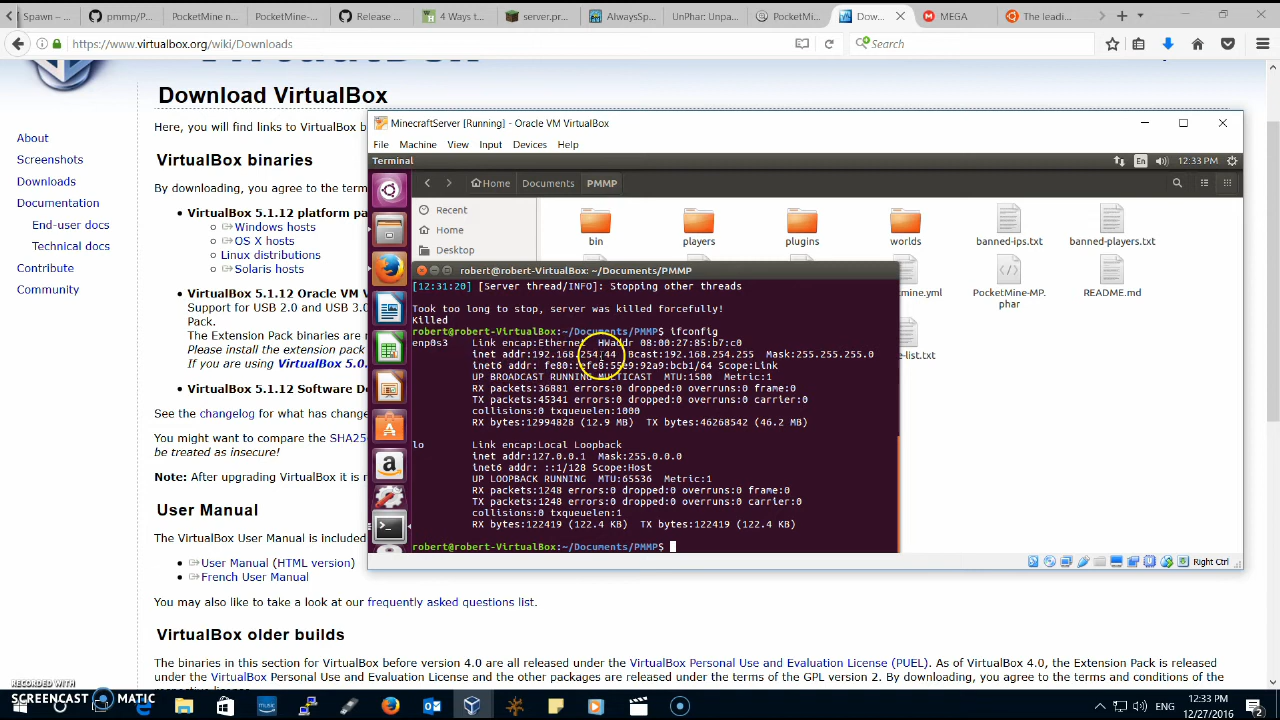 Spawn –
pmmp/P
PocketMine n
PocketMine-
Release
4 Ways t
server.pr
AlwaysSp
UnPhar: Unpa
PocketMi
Dow
MEGA
The leadi
https://www.virtualbox.org/wiki/Downloads
Search
Download VirtualBox
Here, you will find links to VirtualBox b
About
Screenshots
Downloads
Documentation
End-user docs
Technical docs
Contribute
Community
VirtualBox binaries
By downloading, you agree to the term
• VirtualBox 5.1.12 platform pa
Windows hosts
OS X hosts
Linux distributions
Solaris hosts
• VirtualBox 5.1.12 Oracle VM V
Support for USB 2.0 and USB 3
Pack.
The Extension Pack binaries are
Please install the extension pack
If you are using VirtualBox 5.0.
• VirtualBox 5.1.12 Software De
See the changelog for what has change
You might want to compare the SHA25
be treated as insecure!
Note: After upgrading VirtualBox it is r
User Manual
The VirtualBox User Manual is included
User Manual (HTML version)
French User Manual
You may also like to take a look at our frequently asked questions list.
VirtualBox older builds
The binaries in this section for VirtualBox before version 4.0 are all released under the VirtualBox Personal Use and Evaluation License (PUEL). As of VirtualBox 4.0, the Extension Pack is released
under the VirtualBox Personal Use and Evaluation License and the other packages are released under the terms of the GPL version 2. By downloading, you agree to the terms and conditions of the
MinecraftServer [Running] - Oracle VM VirtualBox
File Machine View Input Devices Help
Terminal
En
12:33 PM
Home Documents PMMP
Recent
Home
Desktop
bin
players
plugins
worlds
banned-ips.txt
banned-players.txt
tmine.yml
PocketMine-MP.
phar
README.md
e-list.txt
robert@robert-VirtualBox: ~/Documents/PMMP
[12:31:20] [Server thread/INFO]: Stopping other threads
Took too long to stop, server was killed forcefully!
Killed
robert@robert-VirtualBox:~/Documents/PMMP$ ifconfig
enp0s3 Link encap:Ethernet HWaddr 08:00:27:85:b7:c0
inet addr:192.168.254.44 Bcast:192.168.254.255 Mask:255.255.255.0
inet6 addr: fe80::efe8:55e9:92a9:bcb1/64 Scope:Link
UP BROADCAST RUNNING MULTICAST MTU:1500 Metric:1
RX packets:36881 errors:0 dropped:0 overruns:0 frame:0
TX packets:45341 errors:0 dropped:0 overruns:0 carrier:0
collisions:0 txqueuelen:1000
RX bytes:12994828 (12.9 MB) TX bytes:46268542 (46.2 MB)
lo Link encap:Local Loopback
inet addr:127.0.0.1 Mask:255.0.0.0
inet6 addr: ::1/128 Scope:Host
UP LOOPBACK RUNNING MTU:65536 Metric:1
RX packets:1248 errors:0 dropped:0 overruns:0 frame:0
TX packets:1248 errors:0 dropped:0 overruns:0 carrier:0
collisions:0 txqueuelen:1
RX bytes:122419 (122.4 KB) TX bytes:122419 (122.4 KB)
robert@robert-VirtualBox:~/Documents/PMMP$
Right Ctrl
RECORDED WITH
SCREENCAST MATIC
music
ENG
12:33 PM
12/27/2016
2